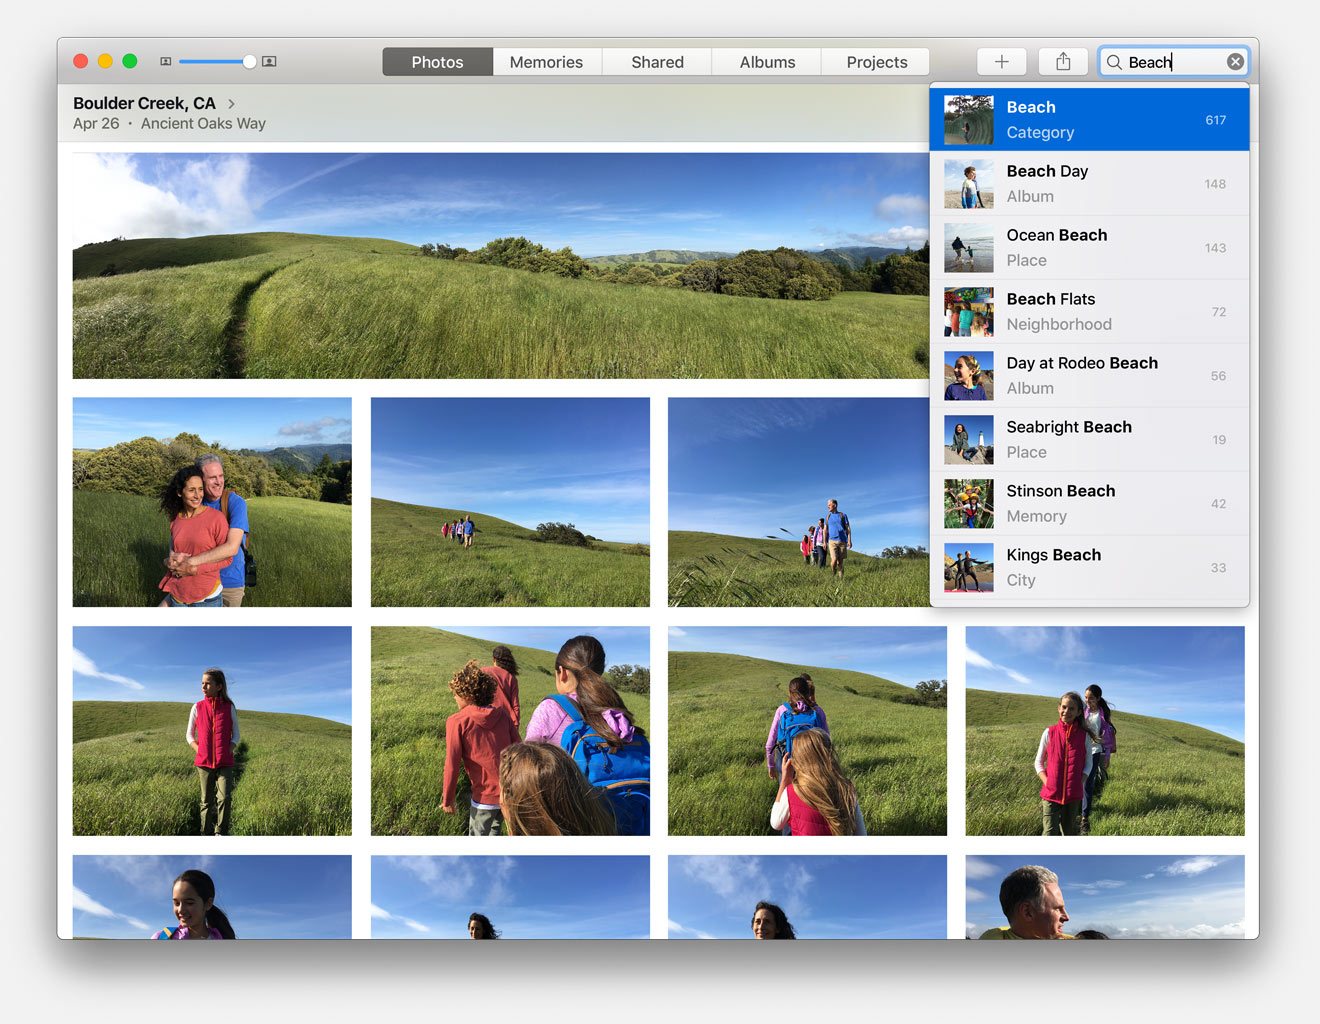 Photos
Memories
Shared
Albums
Projects
Beach
Boulder Creek, CA
Apr 26 · Ancient Oaks Way
Beach
Category
617
Beach Day
Album
148
Ocean Beach
Place
143
Beach Flats
Neighborhood
72
Day at Rodeo Beach
Album
56
Seabright Beach
Place
19
Stinson Beach
Memory
42
Kings Beach
City
33